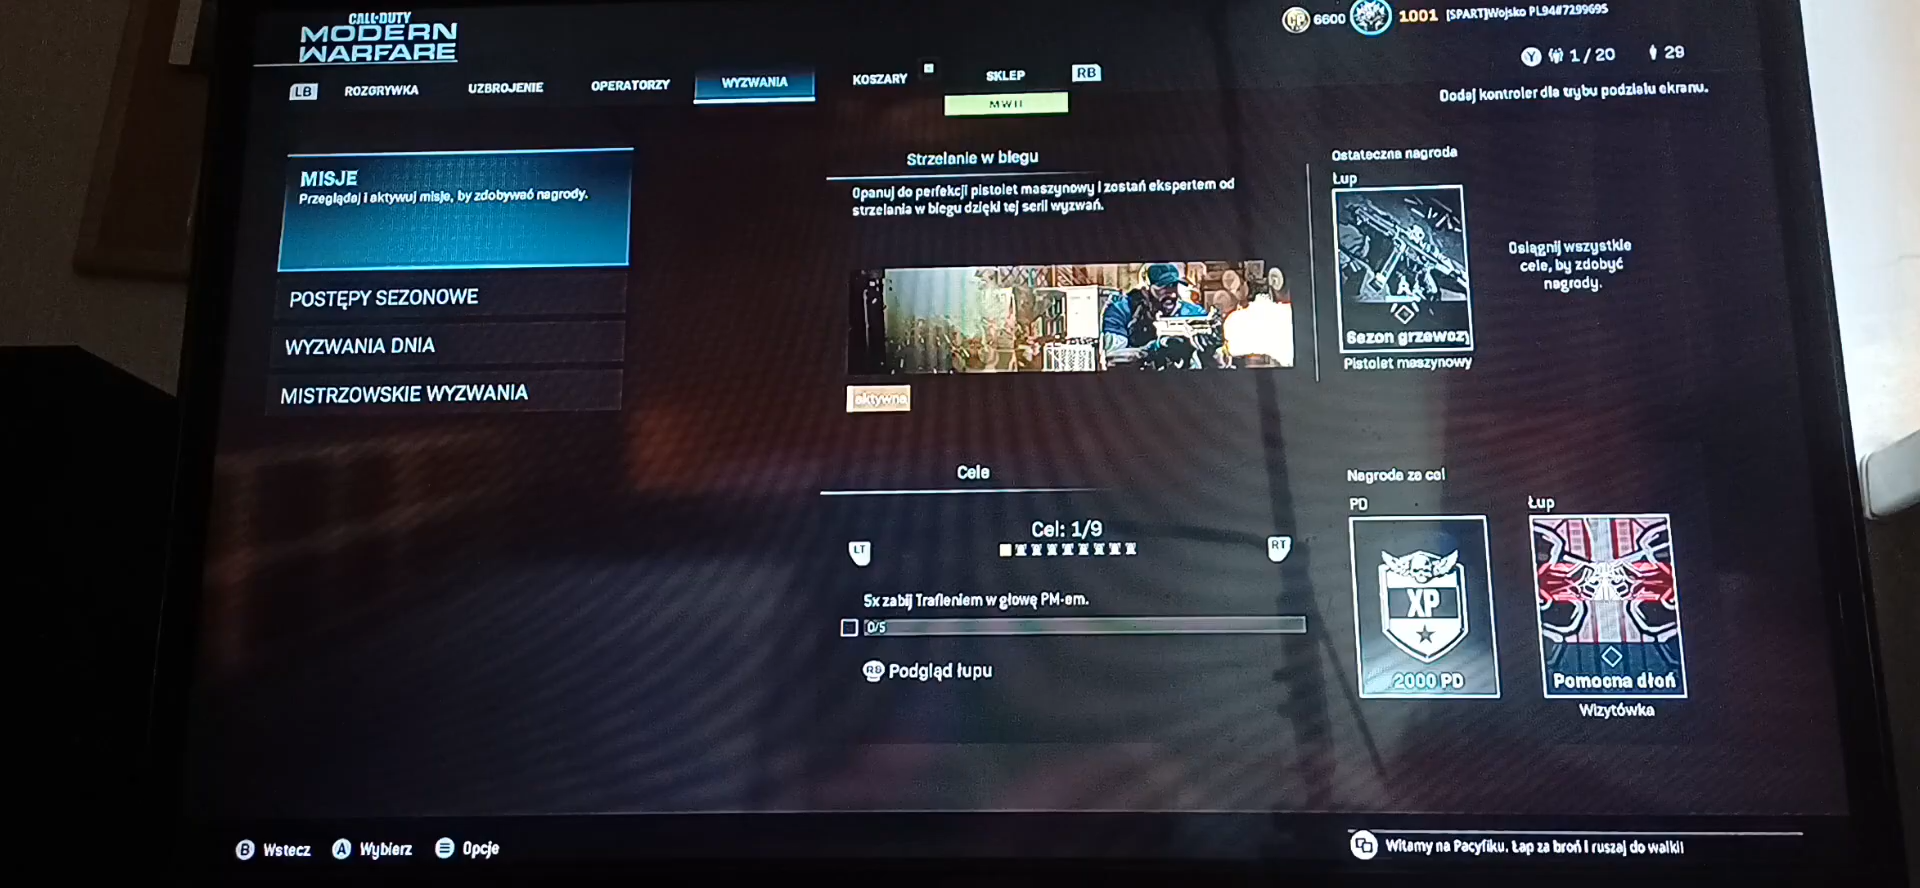 CALL·DUTY
MODERN
WARFARE
6600
1001
[SPART]Wojsko PL94#7299695
Y
1 / 20
29
Dodaj kontroler dla trybu podziału ekranu.
LB
ROZGRYWKA
UZBROJENIE
OPERATORZY
WYZWANIA
KOSZARY
SKLEP
RB
MWII
MISJE
Przeglądaj i aktywuj misje, by zdobywać nagrody.
POSTĘPY SEZONOWE
WYZWANIA DNIA
MISTRZOWSKIE WYZWANIA
Strzelanie w biegu
Opanuj do perfekcji pistolet maszynowy i zostań ekspertem od
strzelania w biegu dzięki tej serii wyzwań.
aktywna
Ostateczna nagroda
Łup
Sezon grzewczy
Pistolet maszynowy
Osiągnij wszystkie
cele, by zdobyć
nagrody.
Cele
Cel: 1/9
LT
RT
5x zabij Trafieniem w głowę PM-em.
0/5
RS Podgląd łupu
Nagroda za cel
PD
XP
2000 PD
Łup
Pomocna dłoń
Wizytówka
B Wstecz
A Wybierz
Opcje
Witamy na Pacyfiku. Łap za broń i ruszaj do walki!